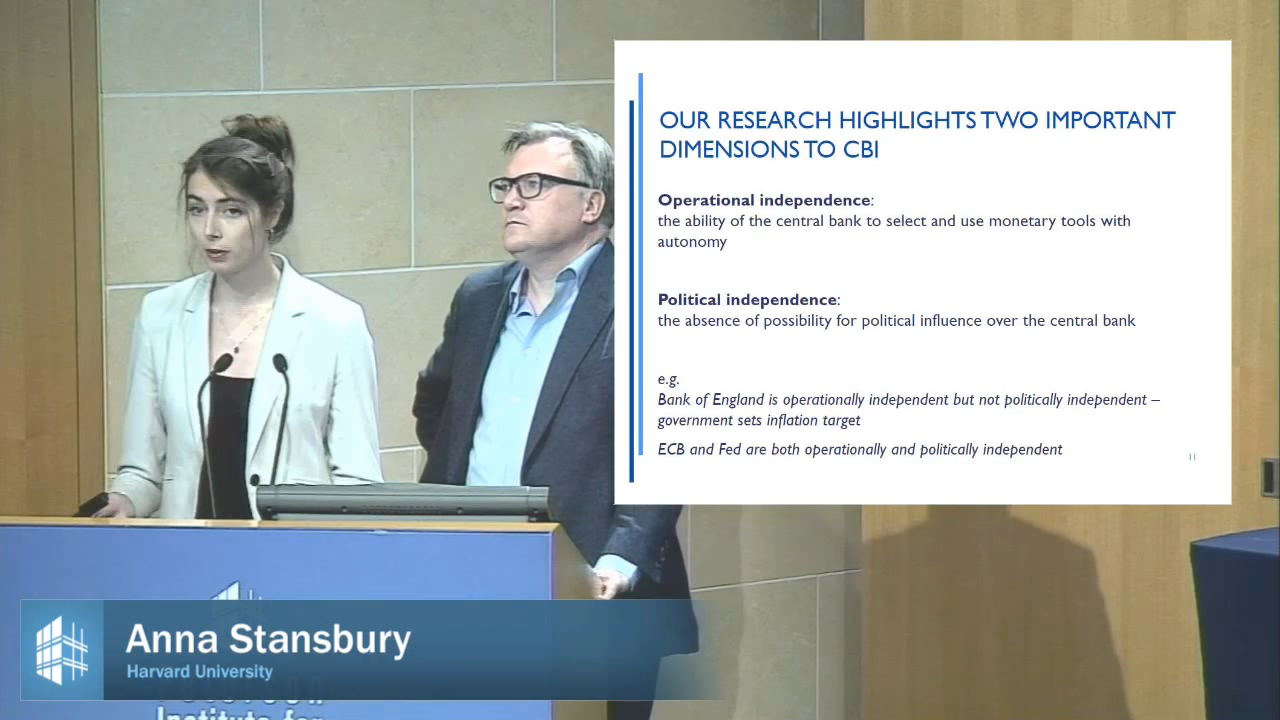 OUR RESEARCH HIGHLIGHTS TWO IMPORTANT
DIMENSIONS TO CBI
Operational independence:
the ability of the central bank to select and use monetary tools with
autonomy
Political independence:
the absence of possibility for political influence over the central bank
e.g.
Bank of England is operationally independent but not politically independent –
government sets inflation target
ECB and Fed are both operationally and politically independent
11
Anna Stansbury
Harvard University
Institute for